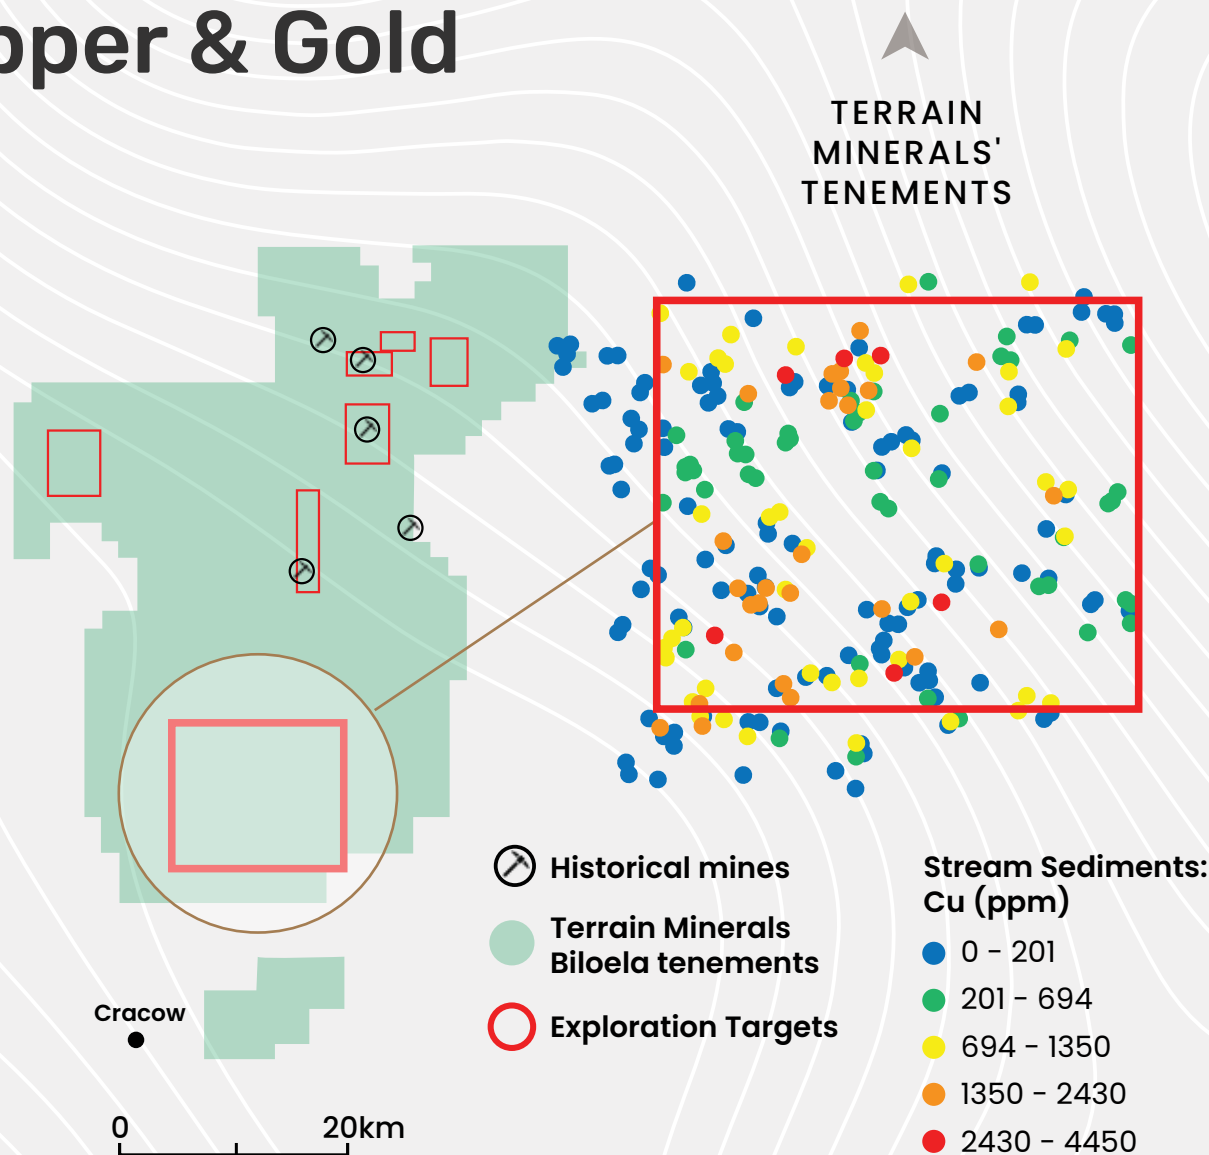 pper & Gold
TERRAIN
MINERALS'
TENEMENTS
Historical mines
Terrain Minerals
Biloela tenements
Exploration Targets
Stream Sediments:
Cu (ppm)
0 - 201
201 - 694
694 - 1350
1350 - 2430
2430 - 4450
Cracow
0
20km